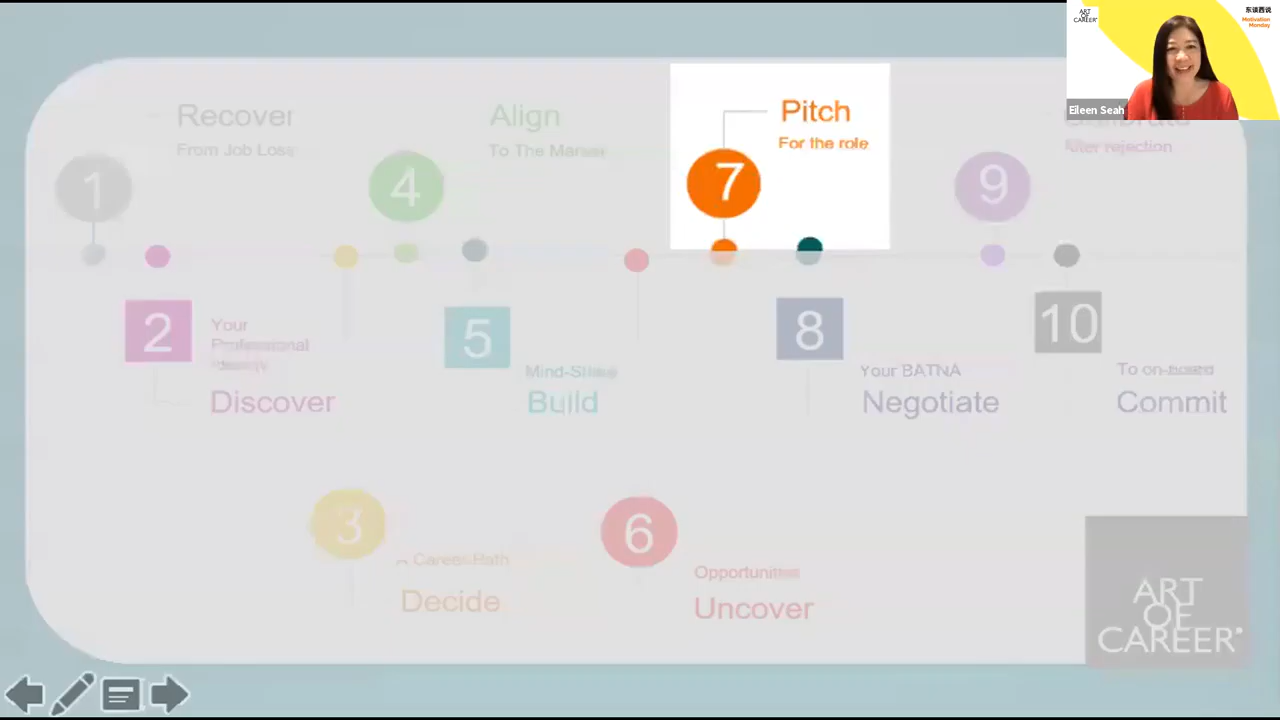 1
Recover
From Job Loss
4
Align
To The Market
7
Pitch
For the role
9
After rejection
2
Your
Professional
Identity
Discover
5
Mind-Share
Build
8
Your BATNA
Negotiate
10
To on-board
Commit
3
A Career Path
Decide
6
Opportunities
Uncover
ART
OF
CAREER®
ART
OF
CAREER
东谈西说
Motivation
Monday
Eileen Seah